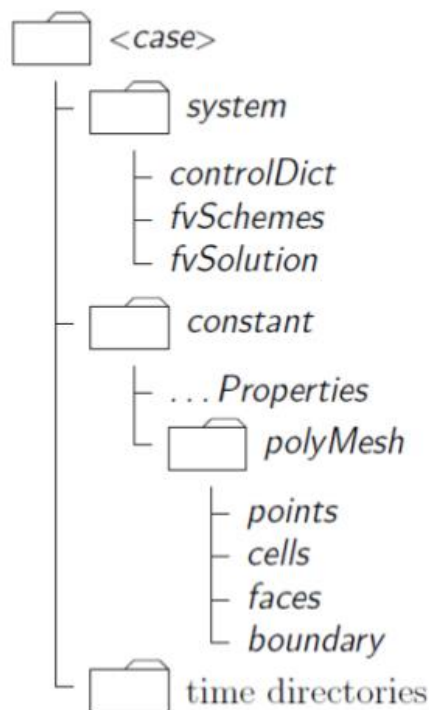 <case>
system
controlDict
fvSchemes
fvSolution
constant
...Properties
polyMesh
points
cells
faces
boundary
time directories